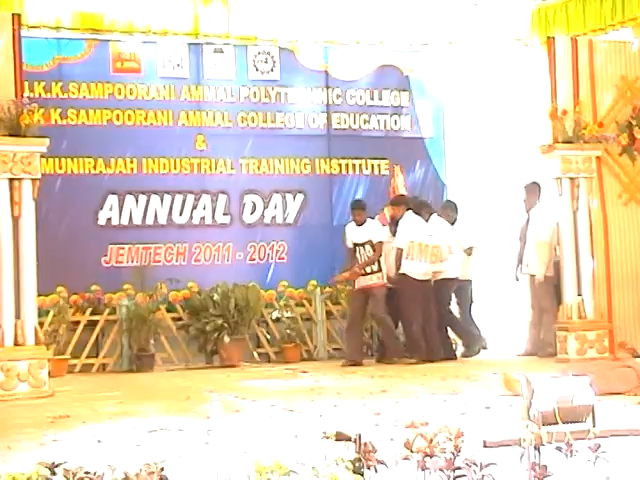 J.K.K.SAMPOORANI AMMAL POLYTECHNIC COLLEGE
J.K K.SAMPOORANI AMMAL COLLEGE OF EDUCATION
&
MUNIRAJAH INDUSTRIAL TRAINING INSTITUTE
ANNUAL DAY
JEMTECH 2011 - 2012